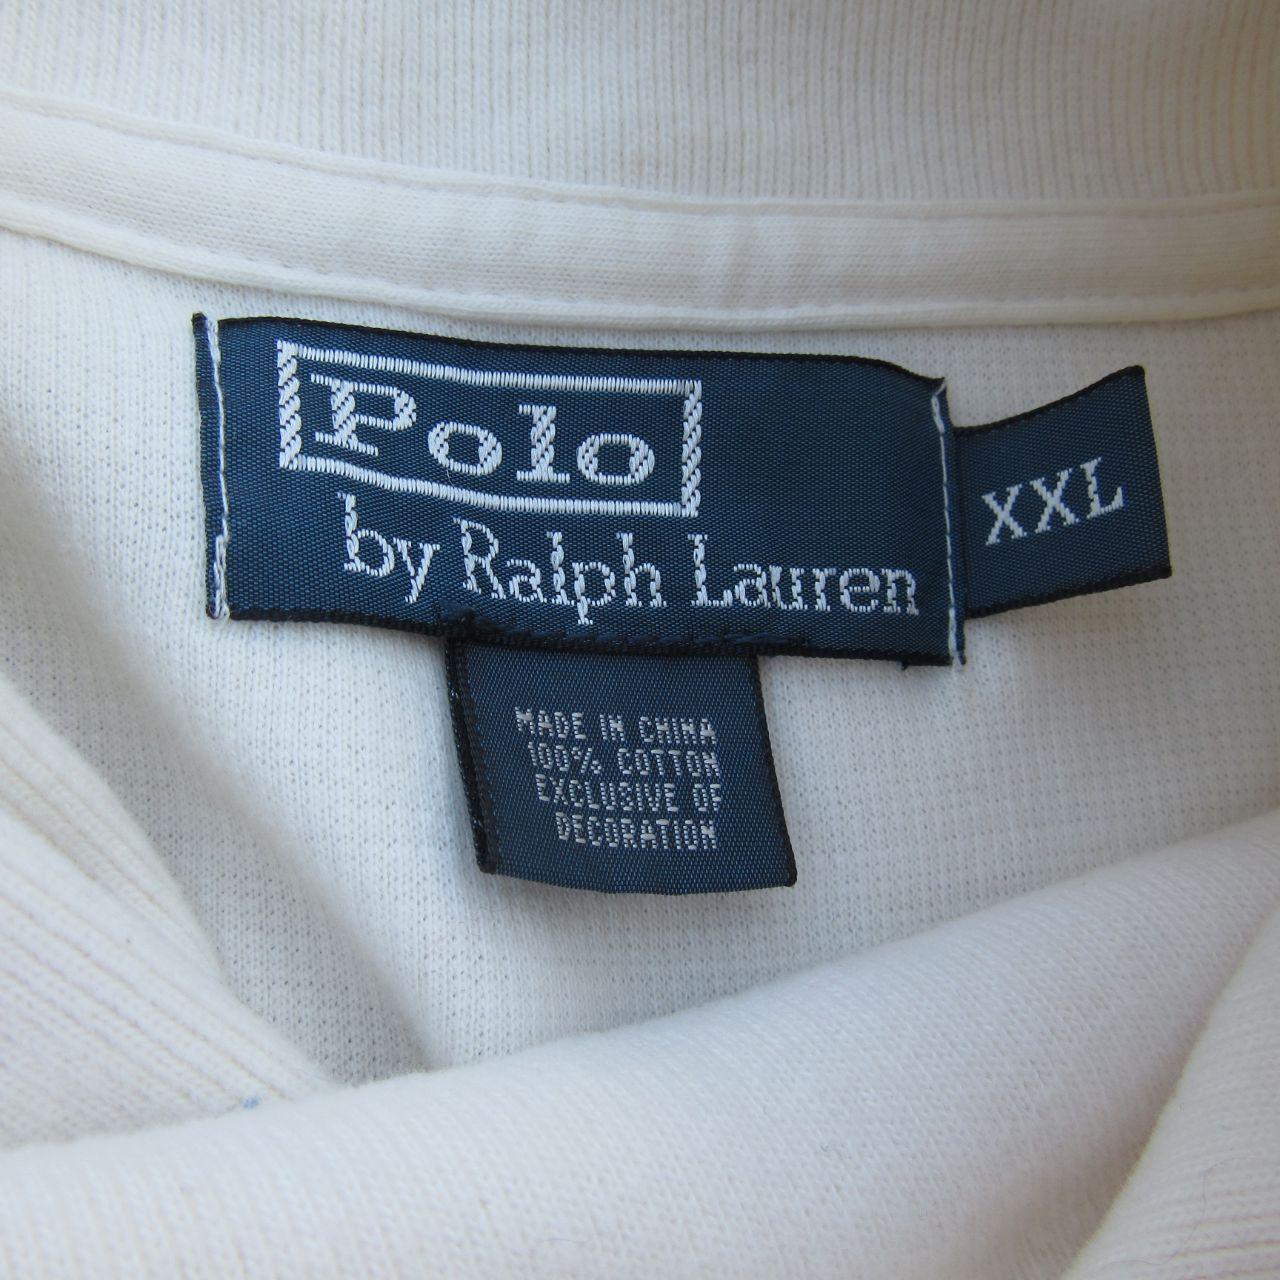 Polo
by Ralph Lauren
XXL
MADE IN CHINA
100% COTTON
EXCLUSIVE OF
DECORATION